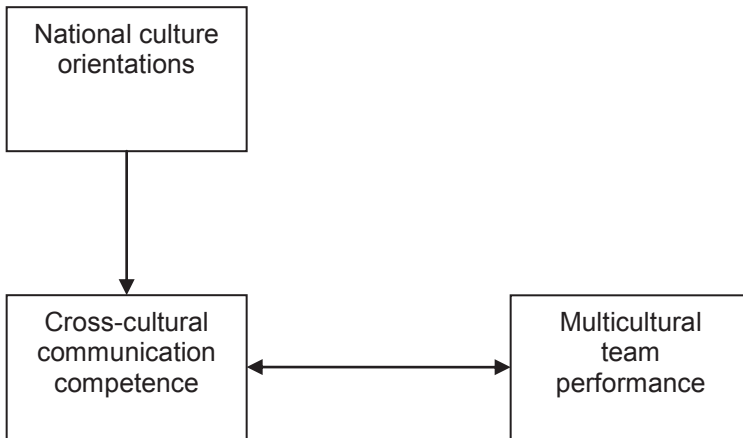 National culture
orientations
Cross-cultural
communication
competence
Multicultural
team
performance